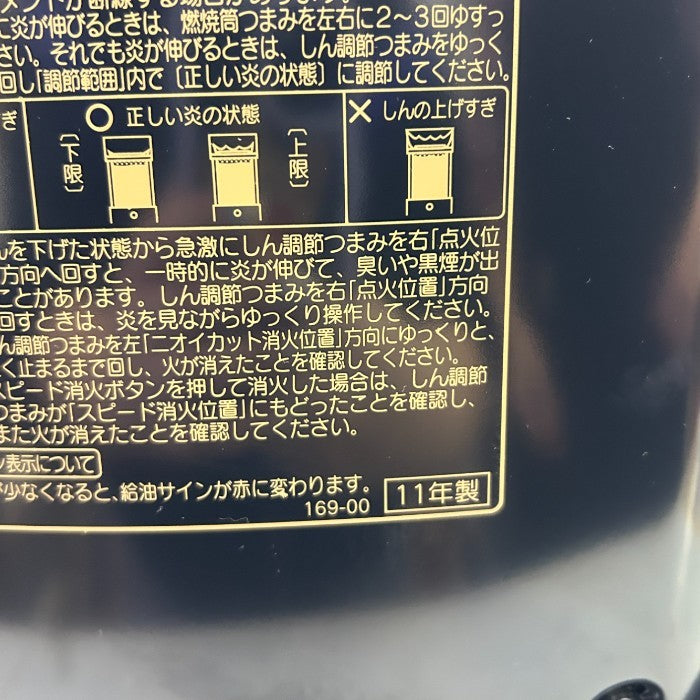 に炎が伸びるときは、燃焼筒つまみを左右に2〜3回ゆすっ
さい。それでも炎が伸びるときは、しん調節つまみをゆっく
回し「調節範囲」内で〔正しい炎の状態〕に調節してください。
ぎ
○ 正しい炎の状態
〔下限〕
〔上限〕
× しんの上げすぎ
んを下げた状態から急激にしん調節つまみを右「点火位
方向へ回すと、一時的に炎が伸びて、臭いや黒煙が出
ことがあります。しん調節つまみを右「点火位置」方向
回すときは、炎を見ながらゆっくり操作してください。
ん調節つまみを左「ニオイカット消火位置」方向にゆっくりと、
く止まるまで回し、火が消えたことを確認してください。
スピード消火ボタンを押して消火した場合は、しん調節
つまみが「スピード消火位置」にもどったことを確認し、
また火が消えたことを確認してください。
ン表示について
が少なくなると、給油サインが赤に変わります。
169-00
11年製